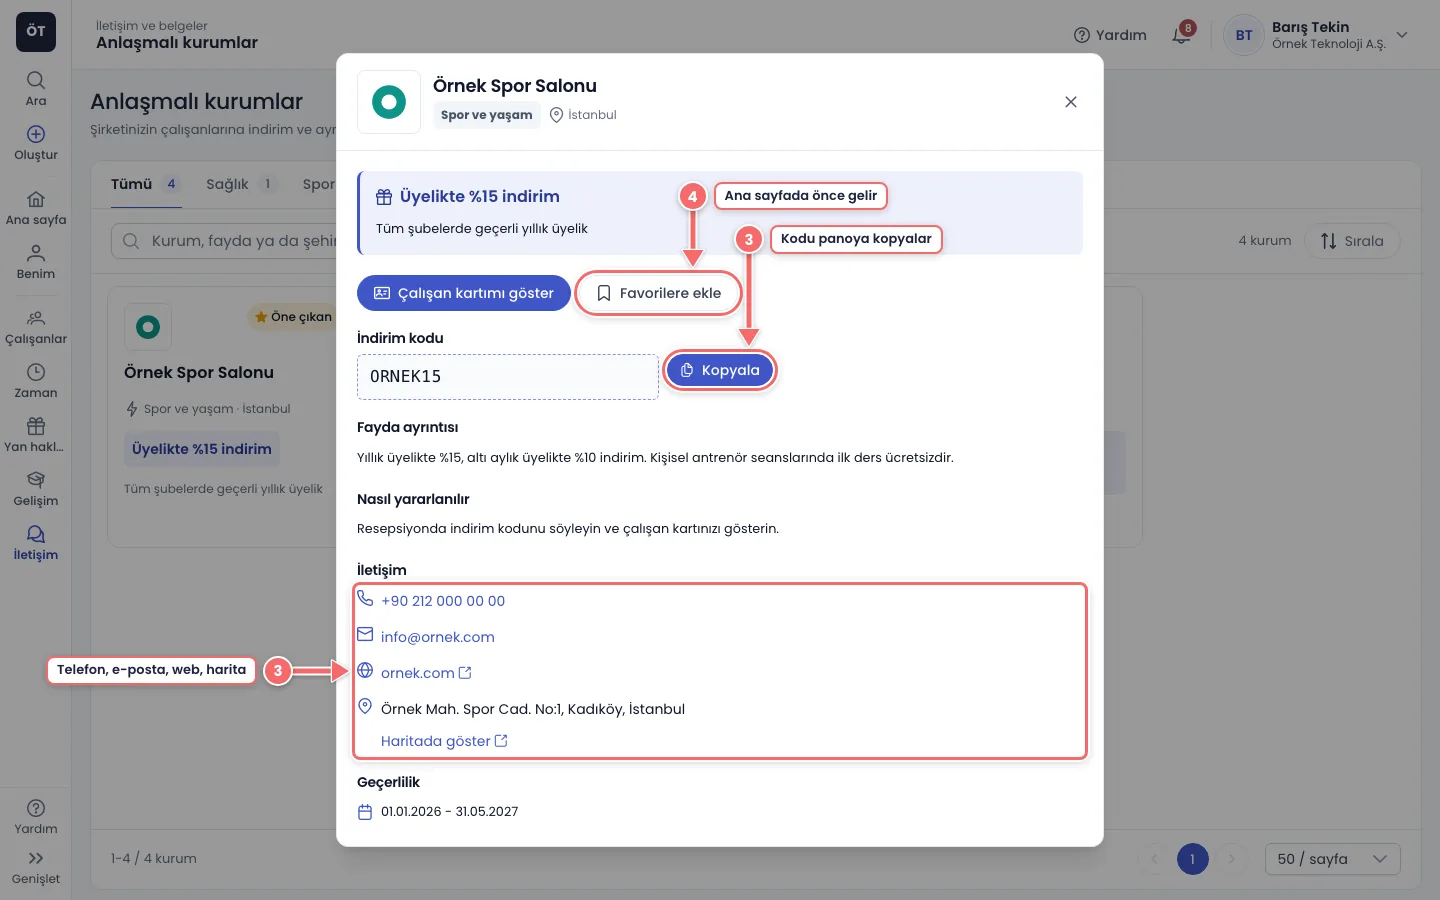 ÖT
İletişim ve belgeler
Anlaşmalı kurumlar
Yardım
8
BT
Barış Tekin
Örnek Teknoloji A.Ş.
Ara
Oluştur
Ana sayfa
Benim
Çalışanlar
Zaman
Yan hakl...
Gelişim
İletişim
Yardım
Genişlet
Anlaşmalı kurumlar
Şirketinizin çalışanlarına indirim ve ayr
Tümü 4 Sağlık 1 Spor
Kurum, fayda ya da şehir
4 kurum
Sırala
Öne çıkan
Örnek Spor Salonu
Spor ve yaşam · İstanbul
Üyelikte %15 indirim
Tüm şubelerde geçerli yıllık üyelik
1-4 / 4 kurum
1
50 / sayfa
Örnek Spor Salonu
Spor ve yaşam İstanbul
Üyelikte %15 indirim
Tüm şubelerde geçerli yıllık üyelik
4 Ana sayfada önce gelir
3 Kodu panoya kopyalar
Çalışan kartımı göster
Favorilere ekle
İndirim kodu
ORNEK15
Kopyala
Fayda ayrıntısı
Yıllık üyelikte %15, altı aylık üyelikte %10 indirim. Kişisel antrenör seanslarında ilk ders ücretsizdir.
Nasıl yararlanılır
Resepsiyonda indirim kodunu söyleyin ve çalışan kartınızı gösterin.
İletişim
+90 212 000 00 00
info@ornek.com
ornek.com
Örnek Mah. Spor Cad. No:1, Kadıköy, İstanbul
Haritada göster
Telefon, e-posta, web, harita 3
Geçerlilik
01.01.2026 - 31.05.2027